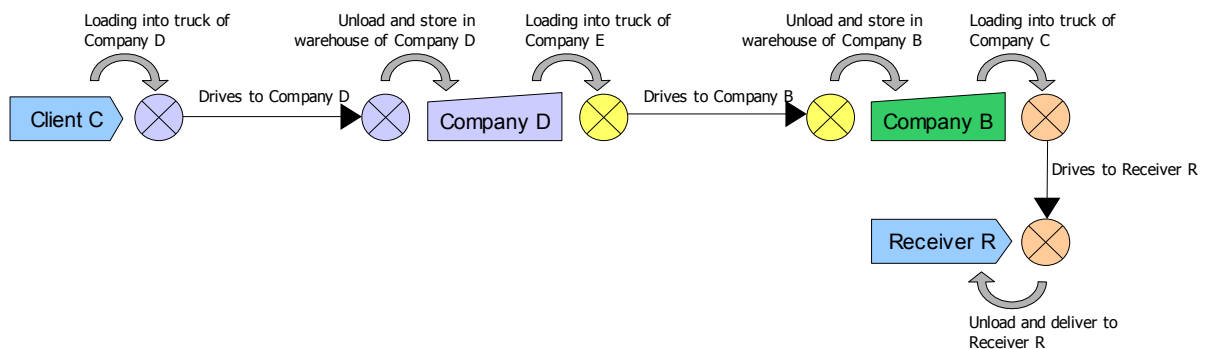 Loading into truck of
Company D
Unload and store in
warehouse of Company D
Loading into truck of
Company E
Unload and store in
warehouse of Company B
Loading into truck of
Company C
Client C
Drives to Company D
Company D
Drives to Company B
Company B
Drives to Receiver R
Receiver R
Unload and deliver to
Receiver R